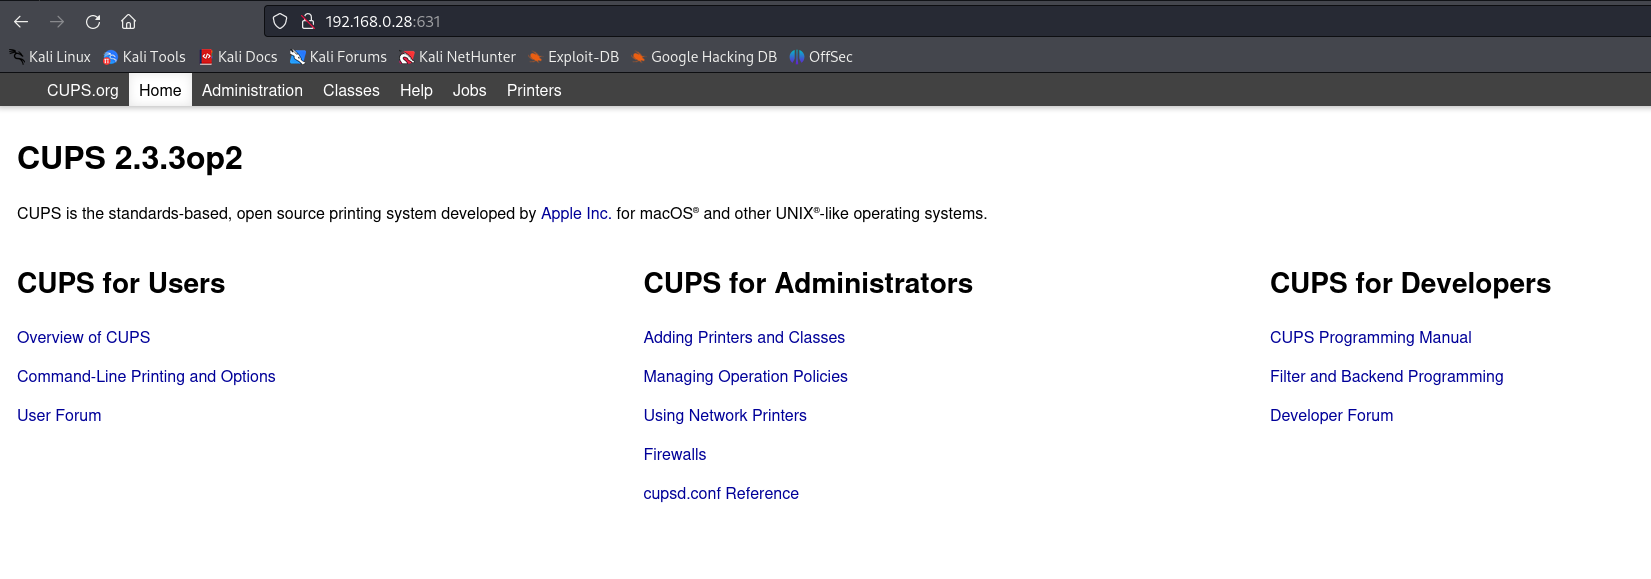 192.168.0.28:631
Kali Linux Kali Tools Kali Docs Kali Forums Kali NetHunter Exploit-DB Google Hacking DB OffSec
CUPS.org Home Administration Classes Help Jobs Printers
CUPS 2.3.3op2
CUPS is the standards-based, open source printing system developed by Apple Inc. for macOS® and other UNIX®-like operating systems.
CUPS for Users
Overview of CUPS
Command-Line Printing and Options
User Forum
CUPS for Administrators
Adding Printers and Classes
Managing Operation Policies
Using Network Printers
Firewalls
cupsd.conf Reference
CUPS for Developers
CUPS Programming Manual
Filter and Backend Programming
Developer Forum